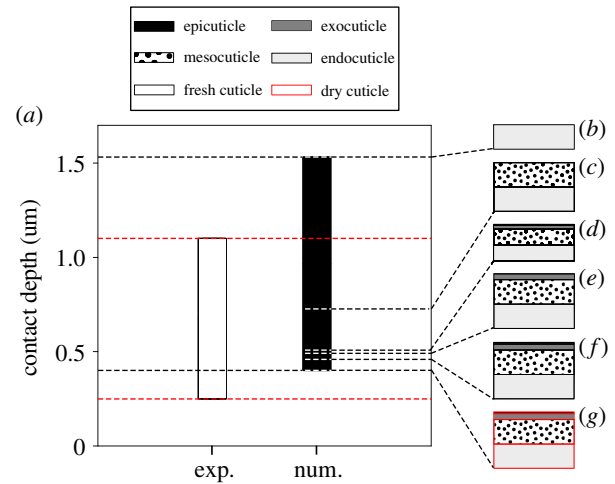 epicuticle exocuticle
mesocuticle endocuticle
fresh cuticle dry cuticle
(a)
(b)
(c)
(d)
(e)
(f)
(g)
contact depth (um)
1.5
1.0
0.5
0
exp. num.